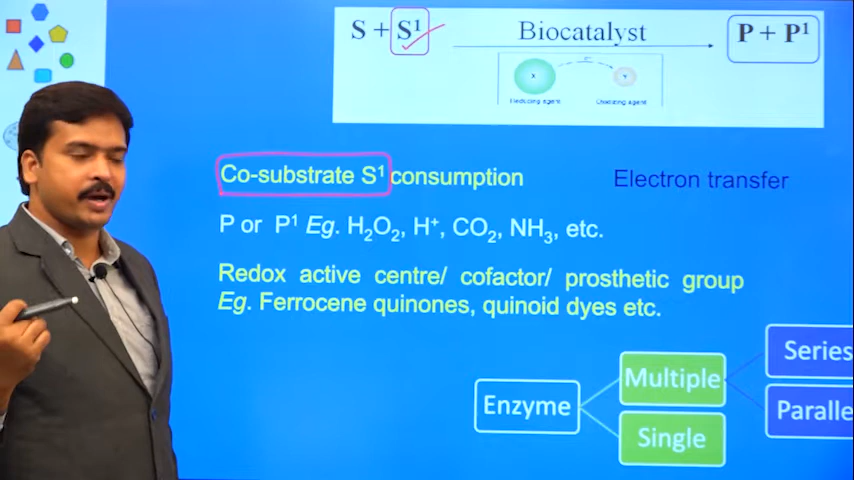 S + S¹ Biocatalyst P + P¹
X e⁻ Y
Reducing agent Oxidizing agent
Co-substrate S¹ consumption Electron transfer
P or P¹ Eg. H₂O₂, H⁺, CO₂, NH₃, etc.
Redox active centre/ cofactor/ prosthetic group
Eg. Ferrocene quinones, quinoid dyes etc.
Enzyme
Multiple
Single
Series
Paralle